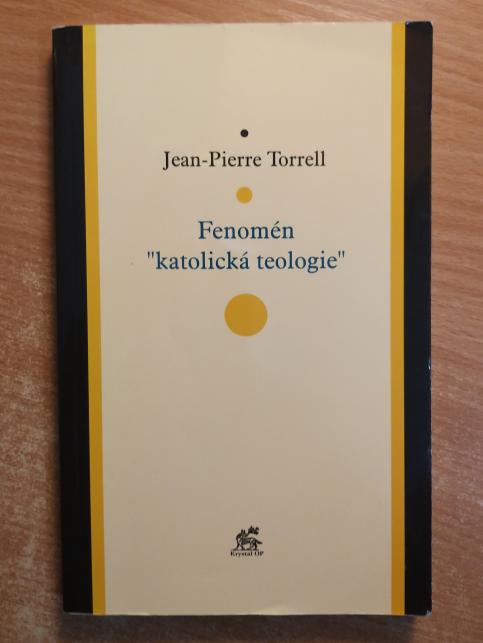 Jean-Pierre Torrell
Fenomén
"katolická teologie"
Krystal OP